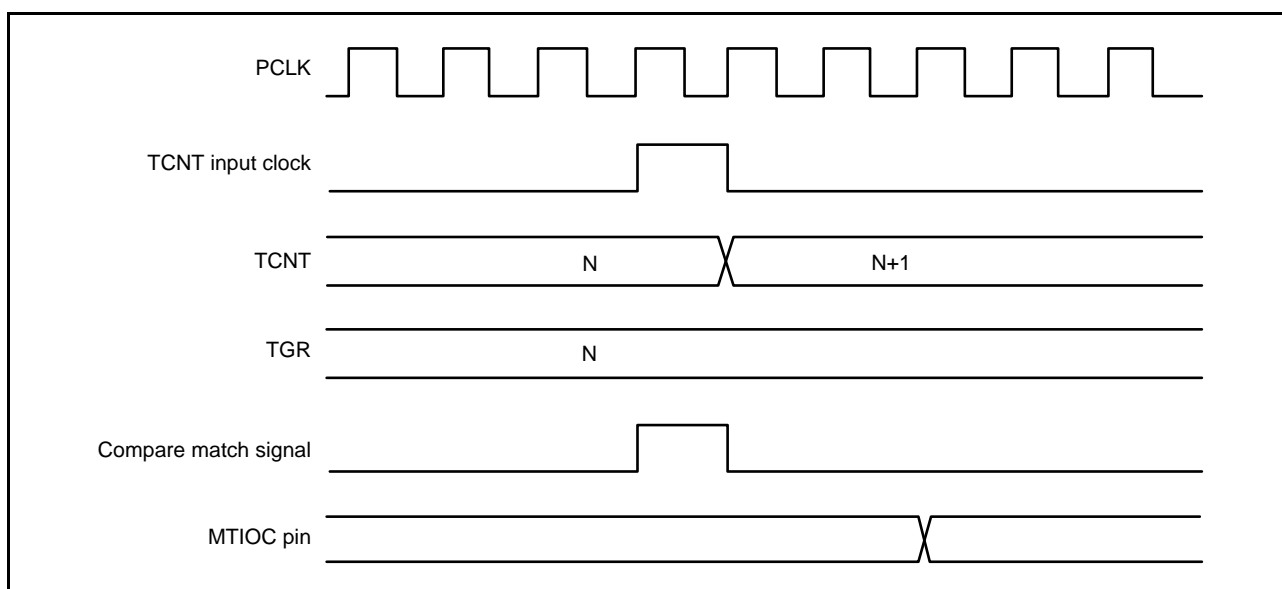 PCLK
TCNT input clock
TCNT
N
N+1
TGR
N
Compare match signal
MTIOC pin